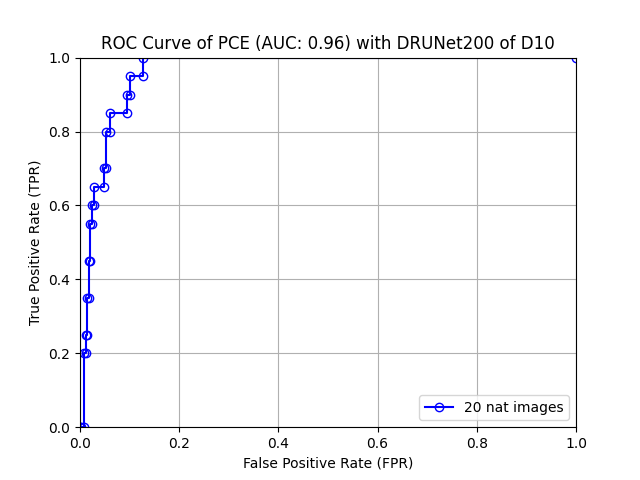 ROC Curve of PCE (AUC: 0.96) with DRUNet200 of D10
1.0
0.8
0.6
0.4
0.2
0.0
True Positive Rate (TPR)
20 nat images
0.0 0.2 0.4 0.6 0.8 1.0
False Positive Rate (FPR)